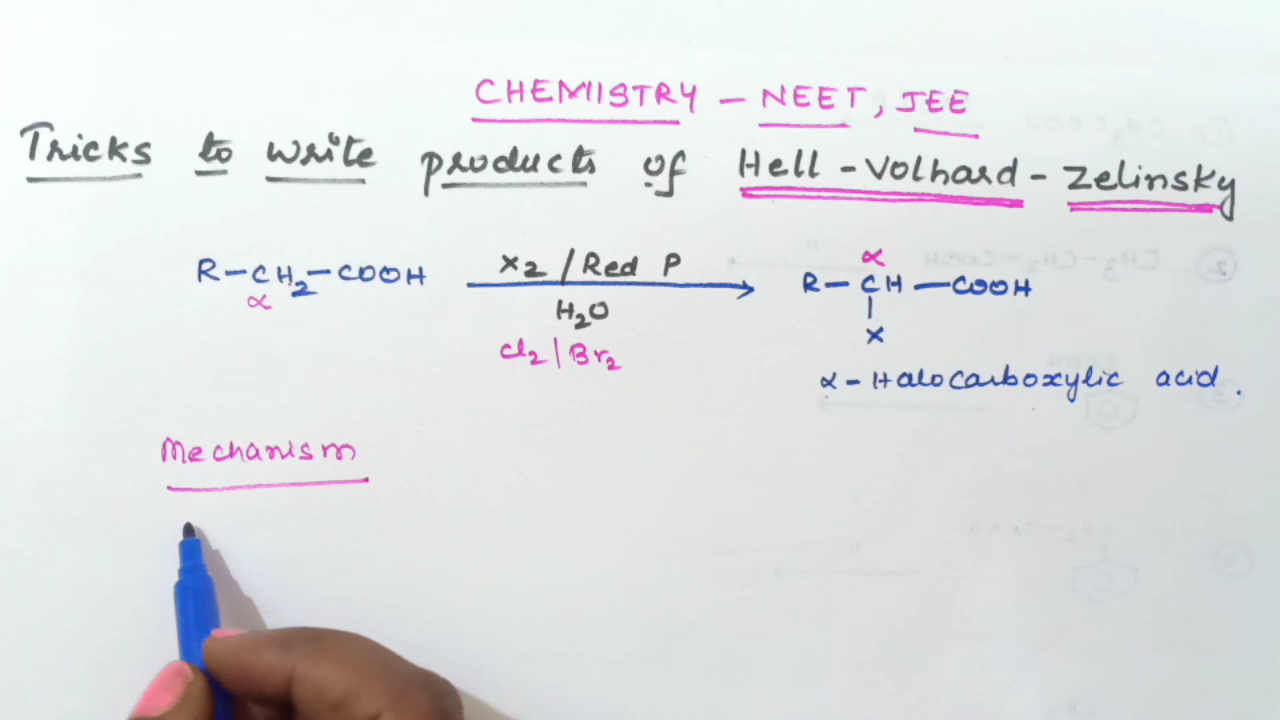 CHEMISTRY - NEET, JEE
Tricks to write products of Hell - Volhard - Zelinsky
R-CH2-COOH X2 / Red P R-CH-COOH
α H2O α
Cl2 / Br2 X
α - Halocarboxylic acid.
Mechanism